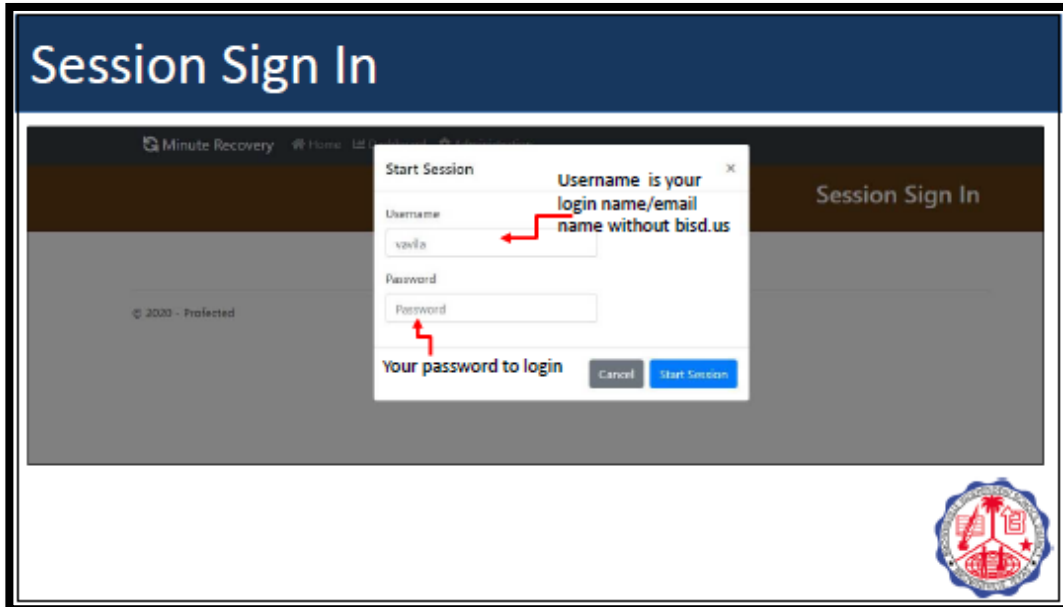 Session Sign In
Minute Recovery Home
Start Session ×
Username is your
login name/email
name without bisd.us
Session Sign In
Username
vavila
Password
Password
© 2020 - Profected
Your password to login
Cancel Start Session